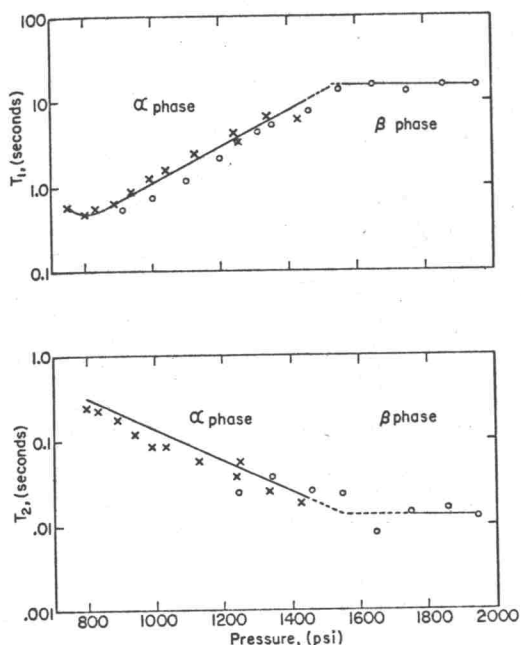 100
10
1.0
0.1
T₁, (seconds)
α phase
β phase
1.0
0.1
.01
.001
T₂, (seconds)
α phase
β phase
800 1000 1200 1400 1600 1800 2000
Pressure, (psi)